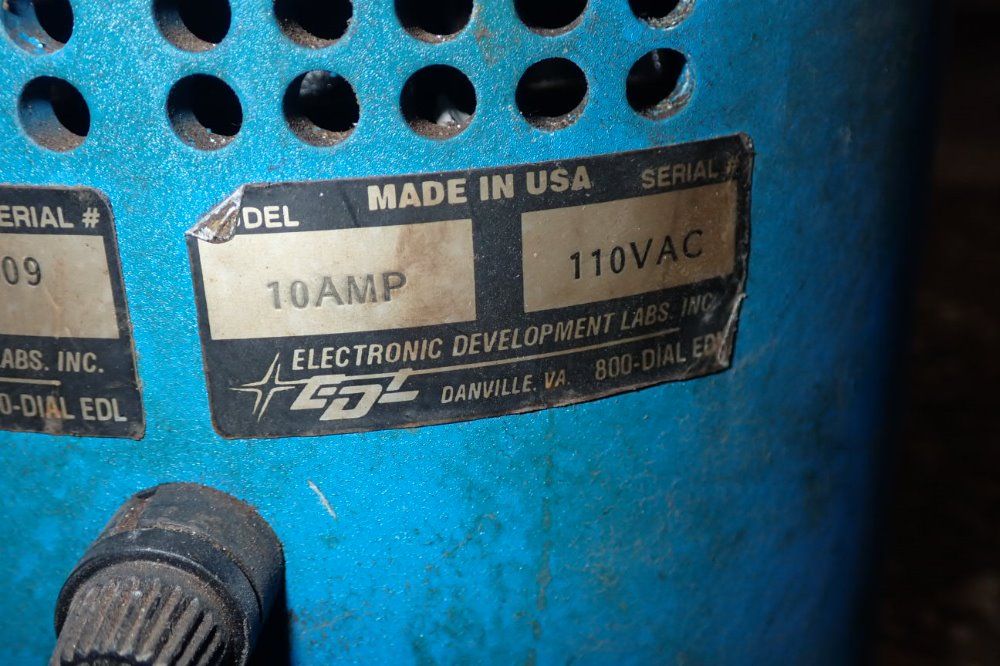 ERIAL #
09
ABS. INC.
0-DIAL EDL
DEL MADE IN USA SERIAL #
10AMP 110VAC
ELECTRONIC DEVELOPMENT LABS. INC.
EDL DANVILLE, VA. 800-DIAL EDL